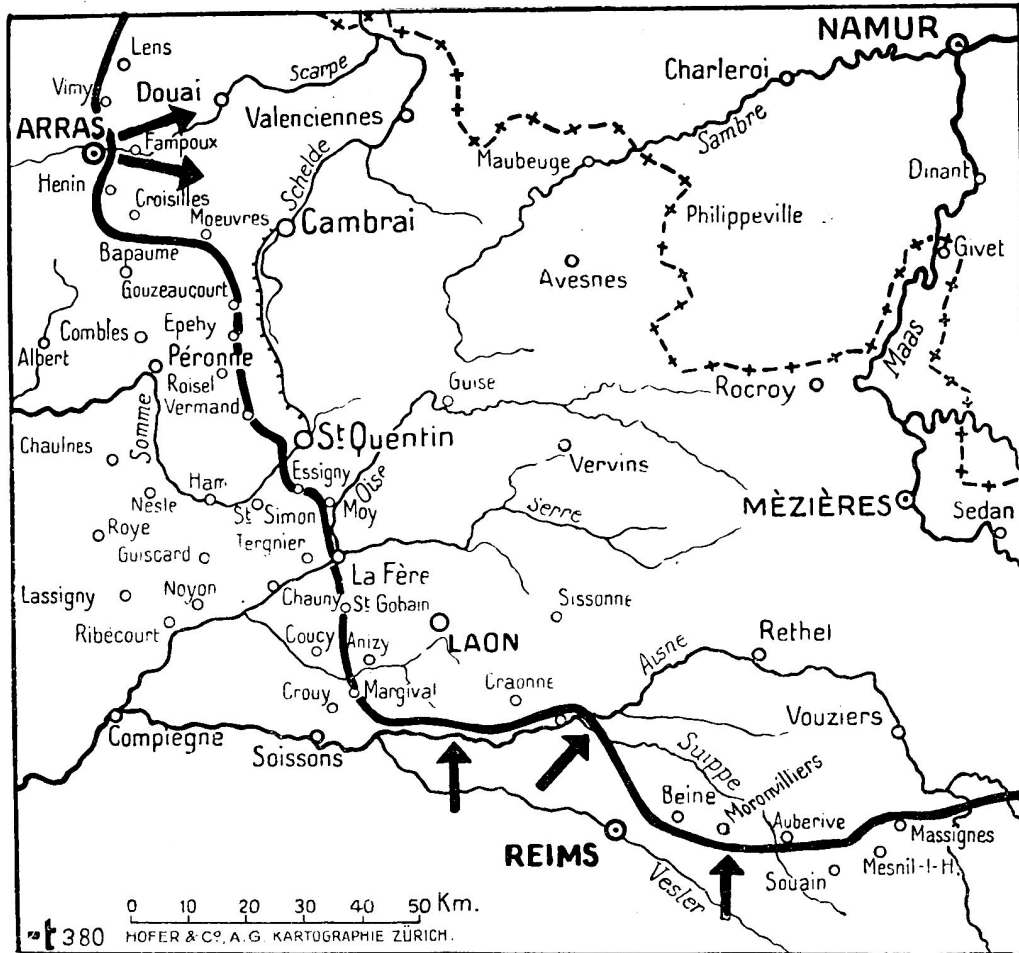 NAMUR
Lens
Scarpe
Charleroi
Vimy
Douai
Valenciennes
Sambre
ARRAS
Fampoux
Maubeuge
Schelde
Dinant
Henin
Croisilles
Moeuvres
Cambrai
Philippeville
Bapaume
Givet
Avesnes
Gouzeaucourt
Combles
Epehy
Maas
Albert
Péronne
Roisel
Guise
Rocroy
Vermand
Somme
St Quentin
Chaulnes
Essigny
Oise
Vervins
Ham
Nesle
St Simon
Moy
Serre
MÈZIÈRES
Sedan
Roye
Guiscard
Tergnier
La Fère
Lassigny
Noyon
Chauny
St Gobain
Sissonne
Ribécourt
Coucy
Anizy
LAON
Rethel
Aisne
Crouy
Margival
Craonne
Compiègne
Soissons
Vouziers
Suippe
Moronvilliers
Beine
Auberive
Massignes
REIMS
Mesnil-l-H.
Souain
Vesler
0 10 20 30 40 50 Km.
t 380 HOFER & Co, A.G. KARTOGRAPHIE ZÜRICH.